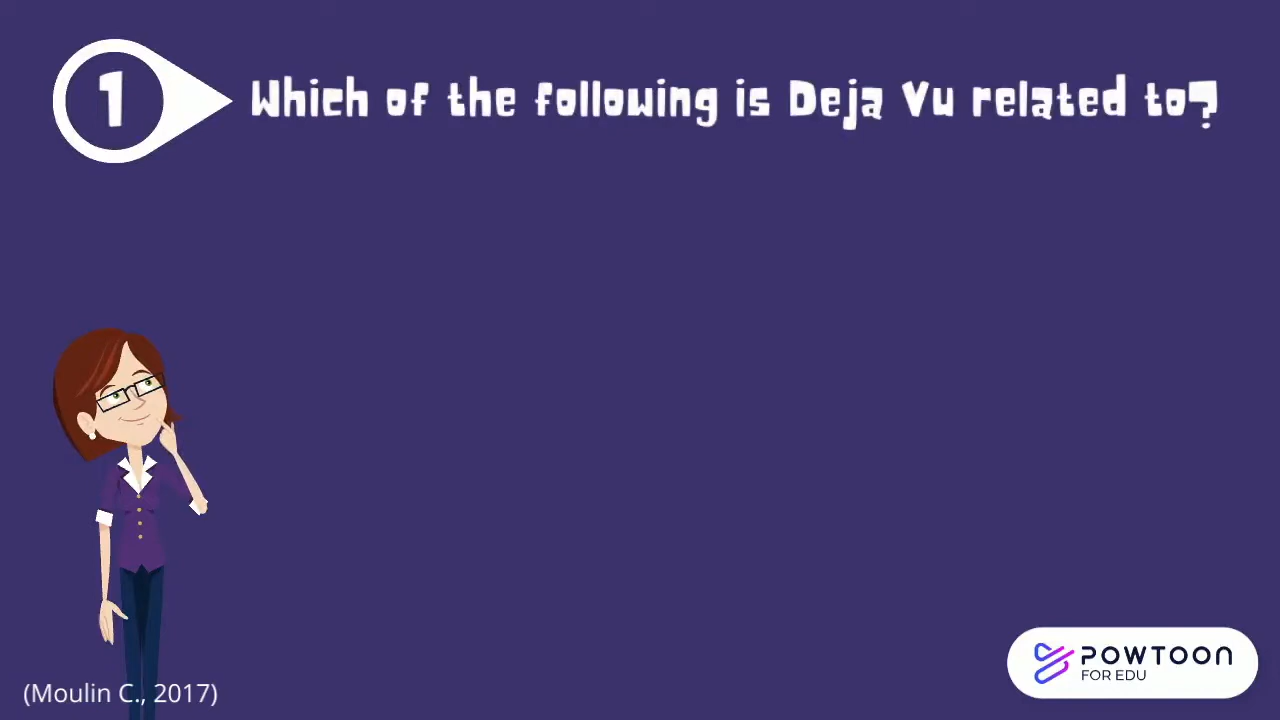 1
Which of the following is Deja Vu related to?
(Moulin C., 2017)
POWTOON
FOR EDU